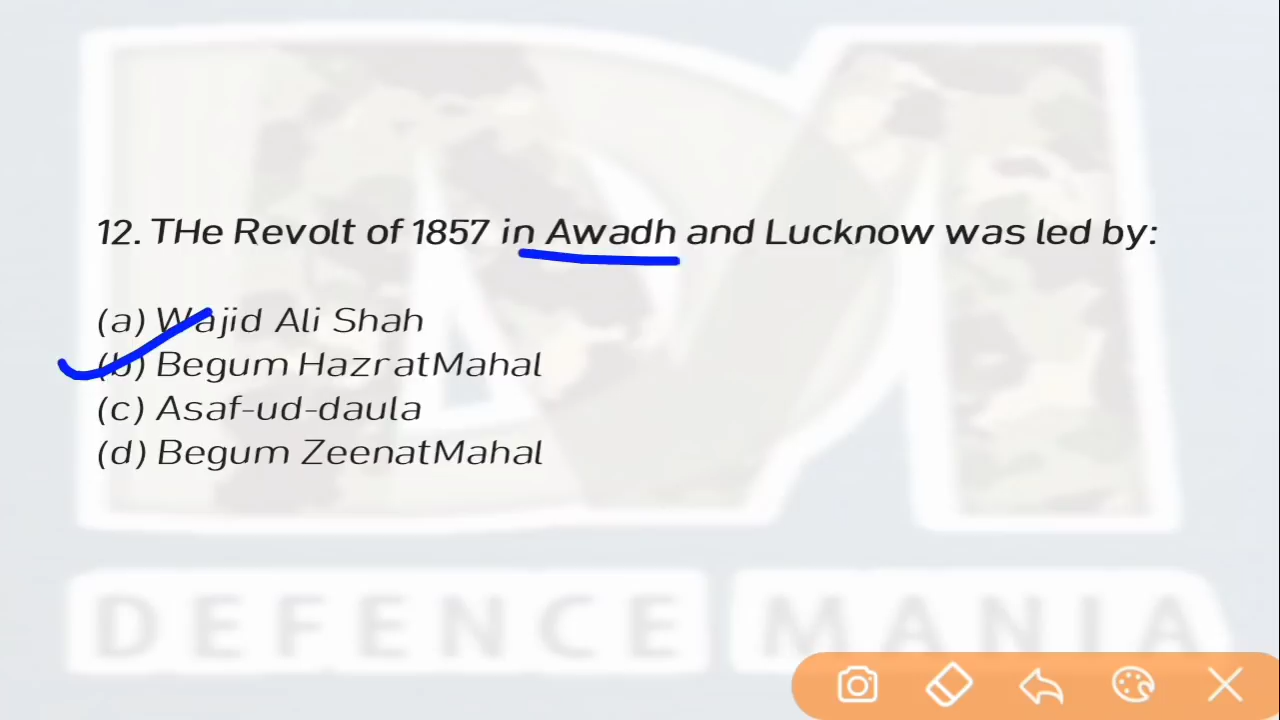 12. THe Revolt of 1857 in Awadh and Lucknow was led by:
(a) Wajid Ali Shah
(b) Begum HazratMahal
(c) Asaf-ud-daula
(d) Begum ZeenatMahal
DM
DEFENCE MANIA